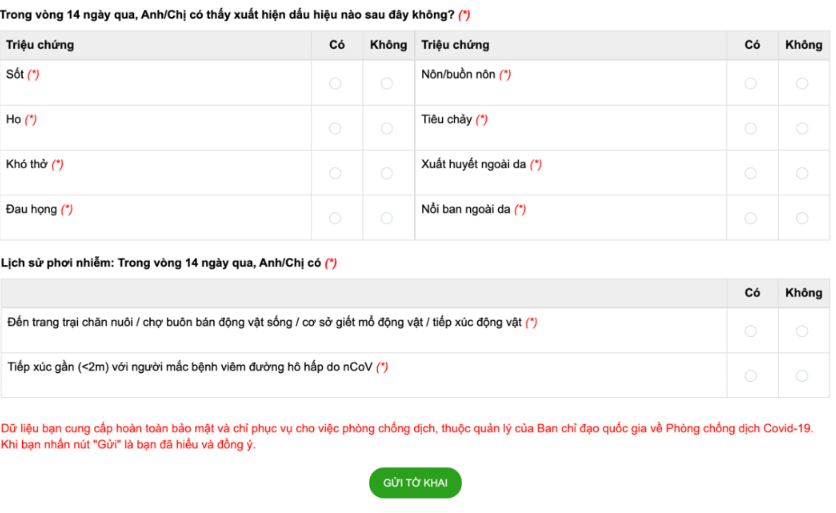 Trong vòng 14 ngày qua, Anh/Chị có thấy xuất hiện dấu hiệu nào sau đây không? (*)
Triệu chứng Có Không Triệu chứng Có Không
Sốt (*) Nôn/buồn nôn (*)
Ho (*) Tiêu chảy (*)
Khó thở (*) Xuất huyết ngoài da (*)
Đau họng (*) Nổi ban ngoài da (*)
Lịch sử phơi nhiễm: Trong vòng 14 ngày qua, Anh/Chị có (*)
Có Không
Đến trang trại chăn nuôi / chợ buôn bán động vật sống / cơ sở giết mổ động vật / tiếp xúc động vật (*)
Tiếp xúc gần (<2m) với người mắc bệnh viêm đường hô hấp do nCoV (*)
Dữ liệu bạn cung cấp hoàn toàn bảo mật và chỉ phục vụ cho việc phòng chống dịch, thuộc quản lý của Ban chỉ đạo quốc gia về Phòng chống dịch Covid-19.
Khi bạn nhấn nút "Gửi" là bạn đã hiểu và đồng ý.
GỬI TỜ KHAI